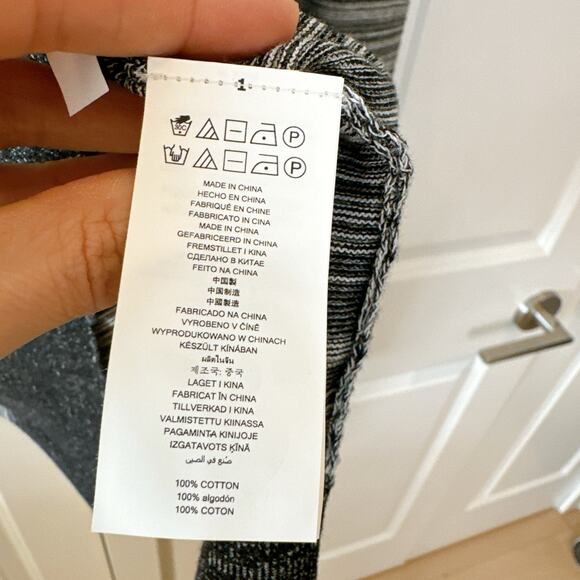 1
30C P
P
MADE IN CHINA
HECHO EN CHINA
FABRIQUÉ EN CHINE
FABBRICATO IN CINA
MADE IN CHINA
GEFABRICEERD IN CHINA
FREMSTILLET I KINA
СДЕЛАНО В КИТАЕ
FEITO NA CHINA
中国製
中国制造
中國製造
FABRICADO NA CHINA
VYROBENO V ČÍNĚ
WYPRODUKOWANO W CHINACH
KÉSZÜLT KÍNÁBAN
ผลิตในจีน
제조국: 중국
LAGET I KINA
FABRICAT ÎN CHINA
TILLVERKAD I KINA
VALMISTETTU KIINASSA
PAGAMINTA KINIJOJE
IZGATAVOTS ĶĪNĀ
صُنع في الصين
100% COTTON
100% algodón
100% COTON